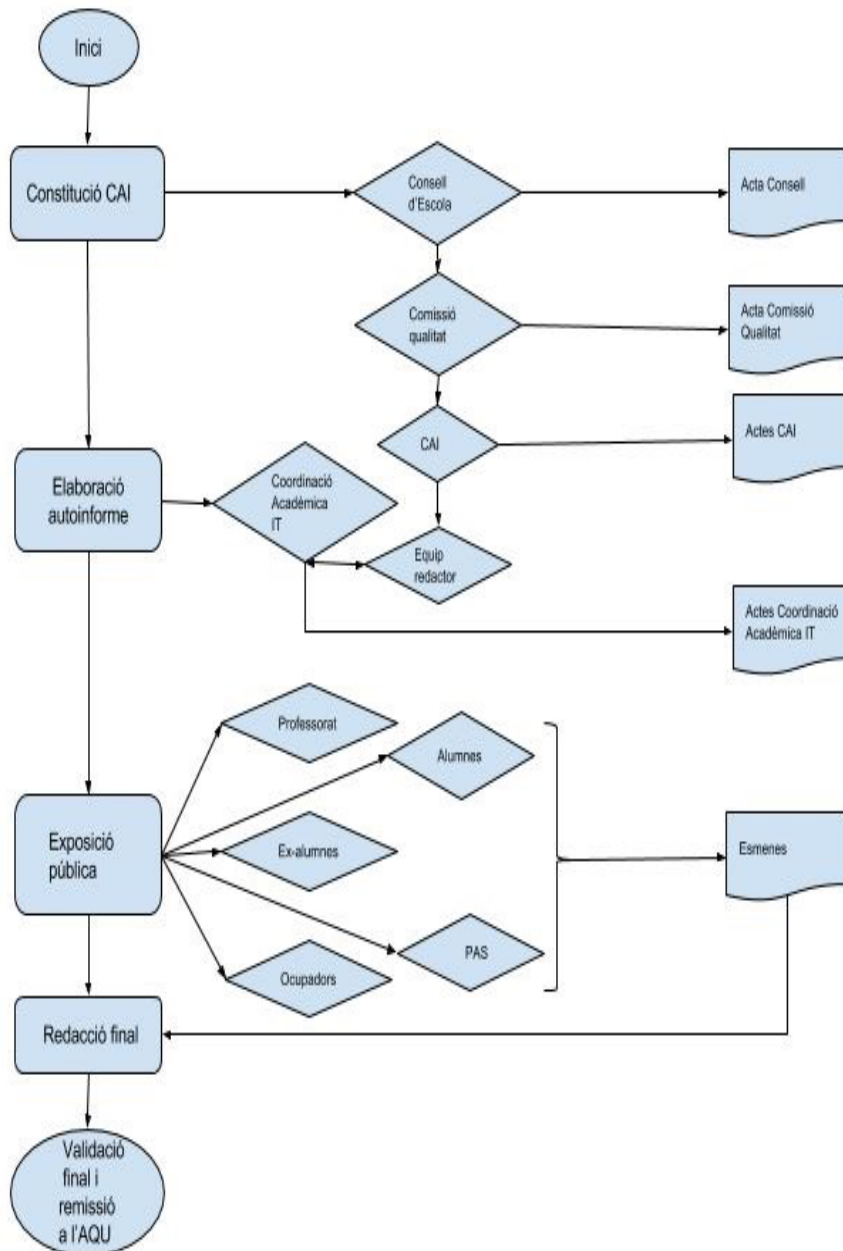 Inici
Constitució CAI
Consell
d'Escola
Acta Consell
Comissió
qualitat
Acta Comissió
Qualitat
CAI
Actes CAI
Elaboració
autoinforme
Coordinació
Acadèmica
IT
Equip
redactor
Actes Coordinació
Acadèmica IT
Professorat
Alumnes
Exposició
pública
Ex-alumnes
Esmenes
Ocupadors
PAS
Redacció final
Validació
final i
remissió
a l'AQU